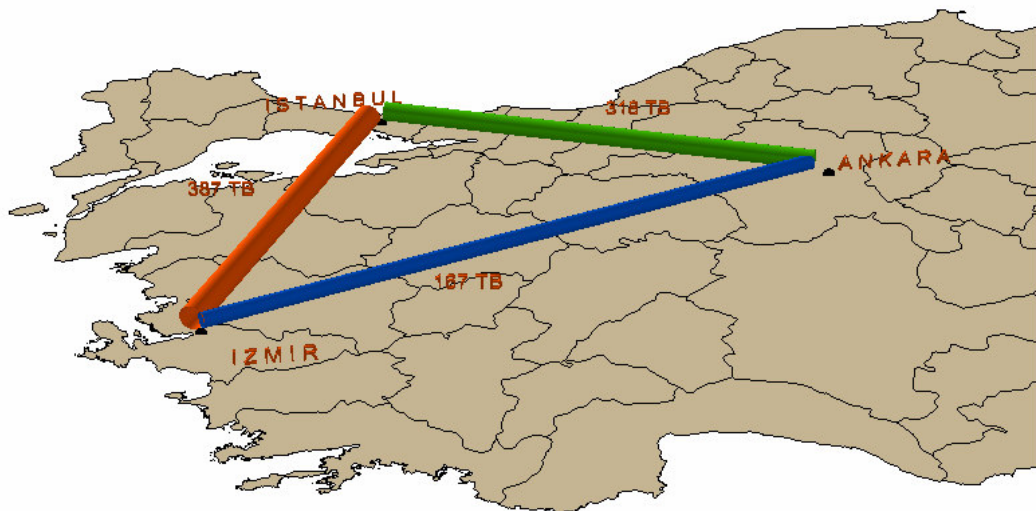 ISTANBUL
318 TB
ANKARA
387 TB
167 TB
IZMIR